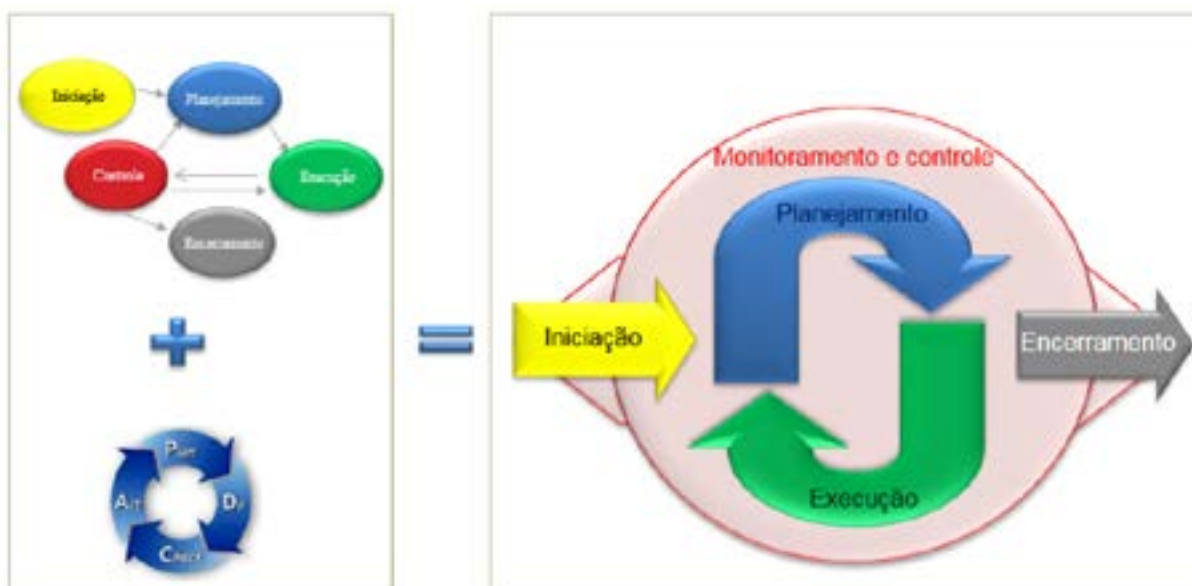 Iniciação
Planejamento
Controle
Execução
Encerramento
Plan
Do
Check
Act
Monitoramento e controle
Planejamento
Iniciação
Encerramento
Execução